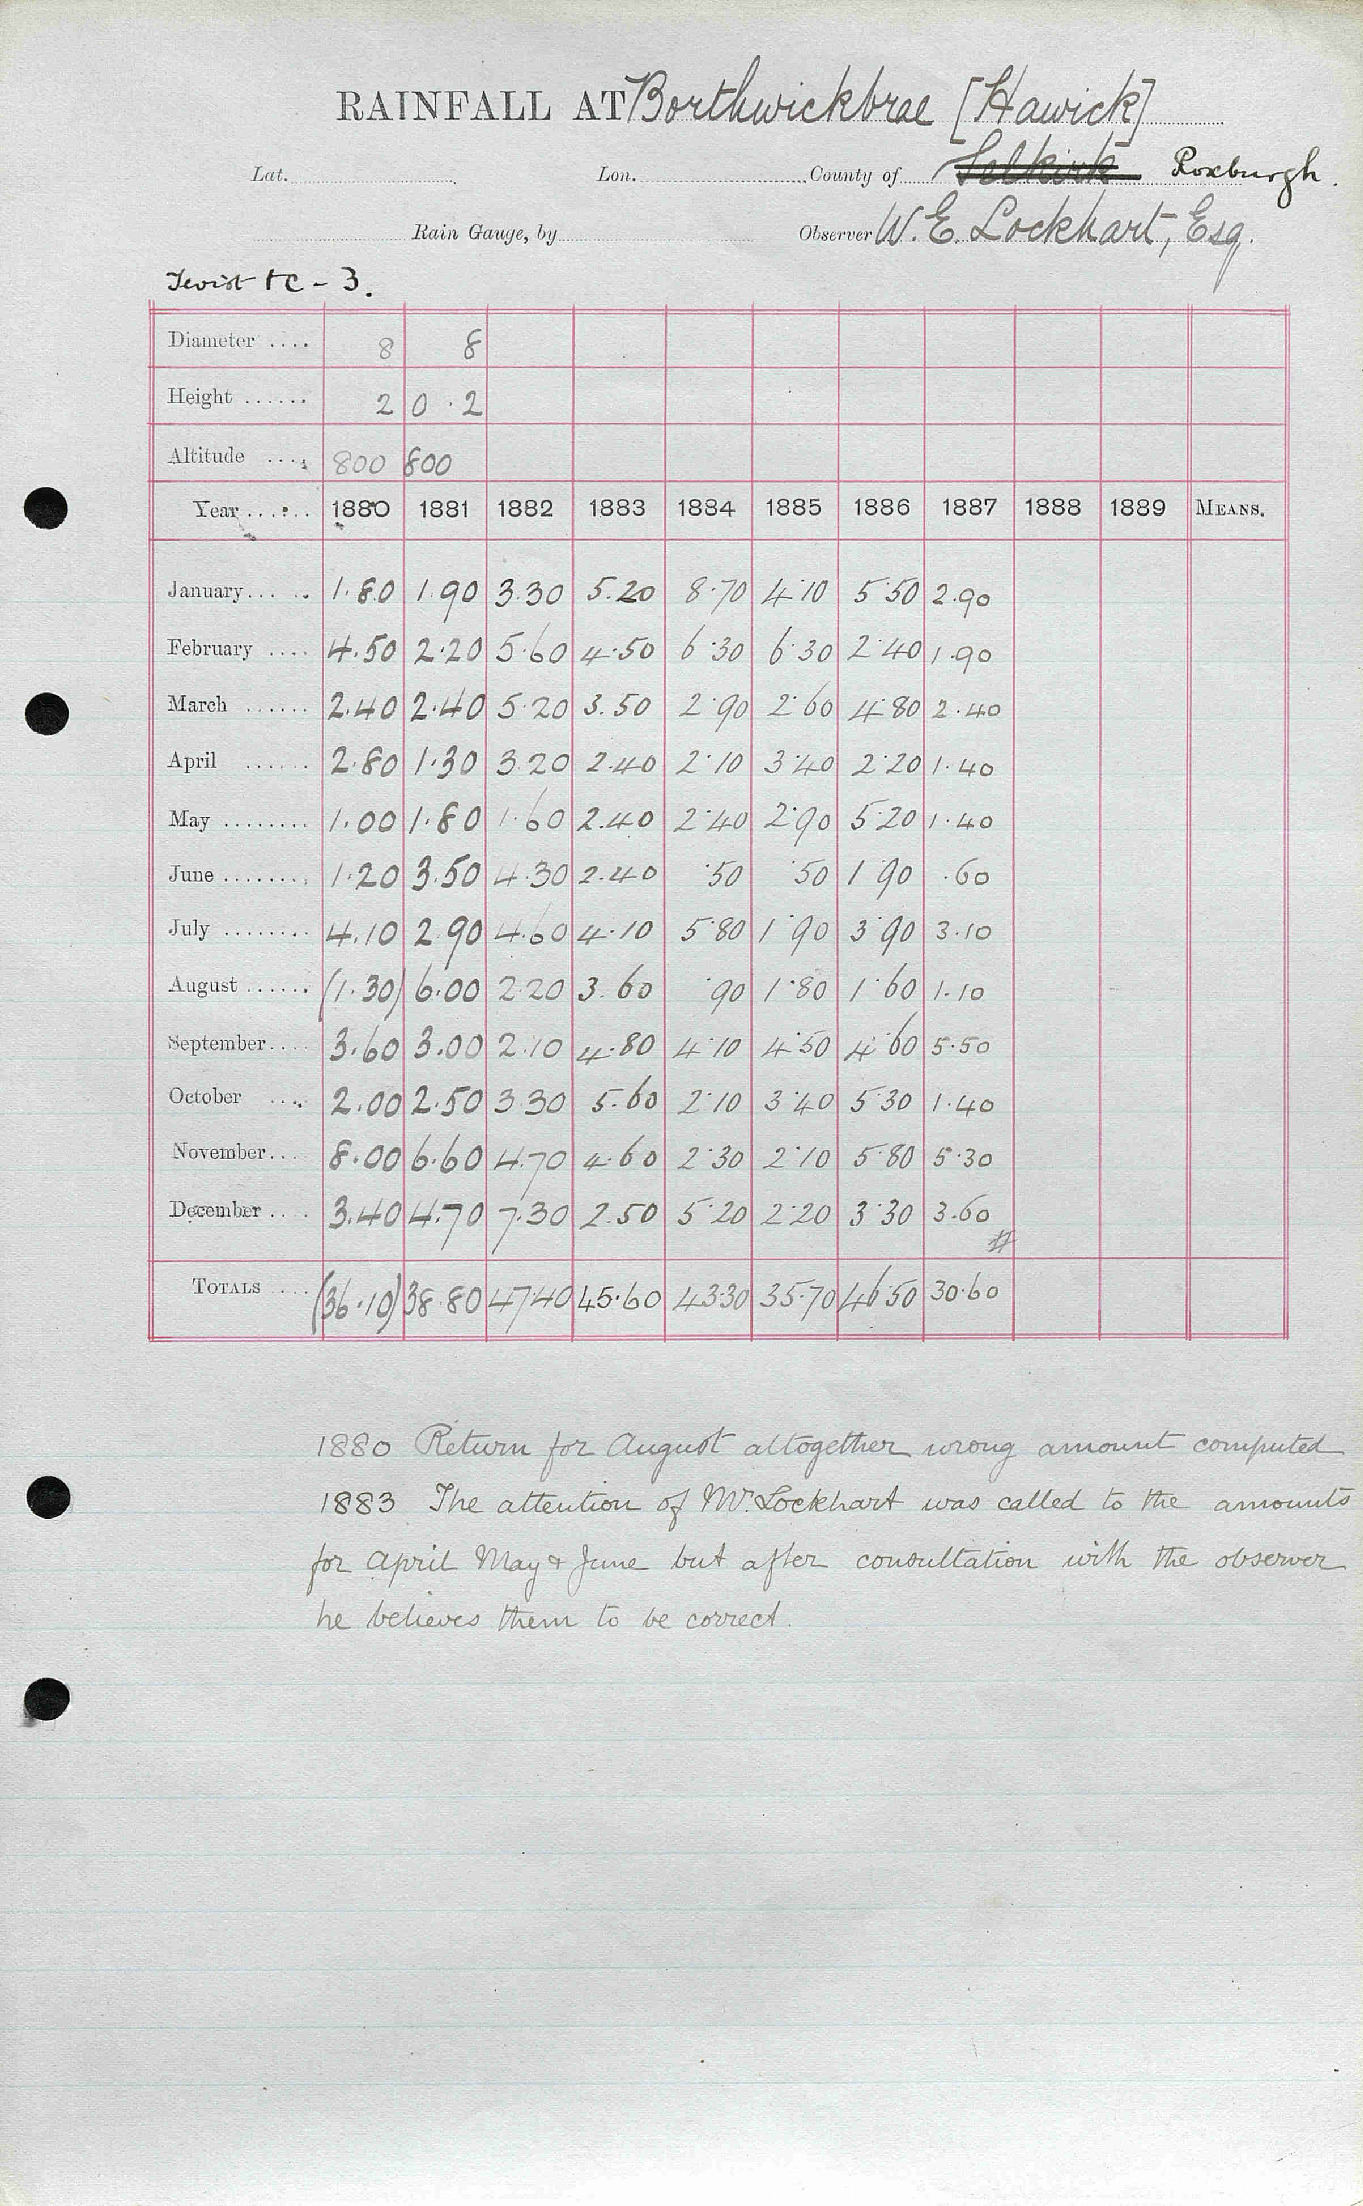 RAINFALL AT Borthwickbrae [Hawick]
Lat. Lon. County of Selkirk Roxburgh.
Rain Gauge, by Observer W. E. Lockhart, Esq.
- 3.
Diameter .... 8 8
Height ...... 2 0 . 2
Altitude .... 800 800
Year ...... 1880 1881 1882 1883 1884 1885 1886 1887 1888 1889 MEANS.
January ..... 1.80 1.90 3.30 5.20 8.70 4.10 5.50 2.90
February .... 4.50 2.20 5.60 4.50 6.30 6.30 2.40 1.90
March ...... 2.40 2.40 5.20 3.50 2.90 2.60 4.80 2.40
April ...... 2.80 1.30 3.20 2.40 2.10 3.40 2.20 1.40
May ........ 1.00 1.80 1.60 2.40 2.40 2.90 5.20 1.40
June ........ 1.20 3.50 4.30 2.40 .50 .50 1.90 .60
July ........ 4.10 2.90 4.60 4.10 5.80 1.90 3.90 3.10
August ...... (1.30) 6.00 2.20 3.60 .90 1.80 1.60 1.10
September.... 3.60 3.00 2.10 4.80 4.10 4.50 4.60 5.50
October .... 2.00 2.50 3.30 5.60 2.10 3.40 5.30 1.40
November.... 8.00 6.60 4.70 4.60 2.30 2.10 5.80 5.30
December .... 3.40 4.70 7.30 2.50 5.20 2.20 3.30 3.60
#
TOTALS .... (36.10) 38.80 47.40 45.60 43.30 35.70 46.50 30.60
1880 Return for August altogether wrong amount computed
1883 The attention of Mr. Lockhart was called to the amounts
for April May & June but after consultation with the observer
he believes them to be correct.